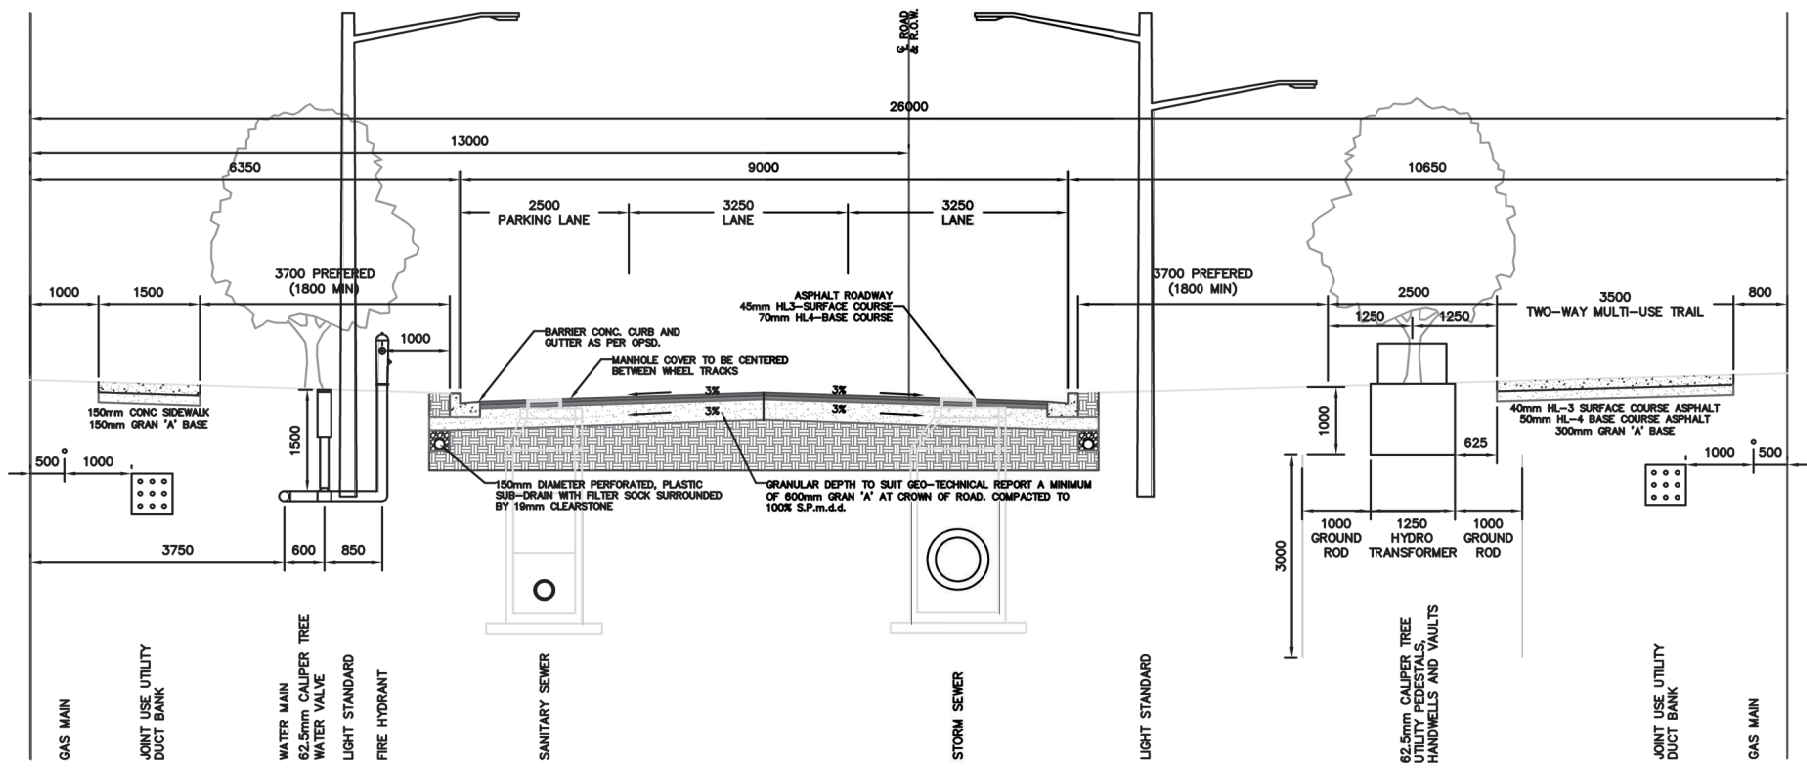 ℄ ROAD
& R.O.W.
26000
13000
6350
9000
10650
2500
PARKING LANE
3250
LANE
3250
LANE
1000
1500
3700 PREFERED
(1800 MIN)
3700 PREFERED
(1800 MIN)
2500
3500
TWO-WAY MULTI-USE TRAIL
800
1250
1250
ASPHALT ROADWAY
45mm HL3-SURFACE COURSE
70mm HL4-BASE COURSE
BARRIER CONC. CURB AND
GUTTER AS PER OPSD.
1000
MANHOLE COVER TO BE CENTERED
BETWEEN WHEEL TRACKS
3%
3%
3%
3%
150mm CONC SIDEWALK
150mm GRAN 'A' BASE
40mm HL-3 SURFACE COURSE ASPHALT
50mm HL-4 BASE COURSE ASPHALT
300mm GRAN 'A' BASE
1500
1000
625
500
1000
1000
500
150mm DIAMETER PERFORATED, PLASTIC
SUB-DRAIN WITH FILTER SOCK SURROUNDED
BY 19mm CLEARSTONE
GRANULAR DEPTH TO SUIT GEO-TECHNICAL REPORT A MINIMUM
OF 600mm GRAN 'A' AT CROWN OF ROAD. COMPACTED TO
100% S.P.m.d.d.
1000
GROUND
ROD
1250
HYDRO
TRANSFORMER
1000
GROUND
ROD
3000
3750
600
850
GAS MAIN
JOINT USE UTILITY
DUCT BANK
WATER MAIN
62.5mm CALIPER TREE
WATER VALVE
LIGHT STANDARD
FIRE HYDRANT
SANITARY SEWER
STORM SEWER
LIGHT STANDARD
62.5mm CALIPER TREE
UTILITY PEDESTALS,
HANDWELLS AND VAULTS
JOINT USE UTILITY
DUCT BANK
GAS MAIN